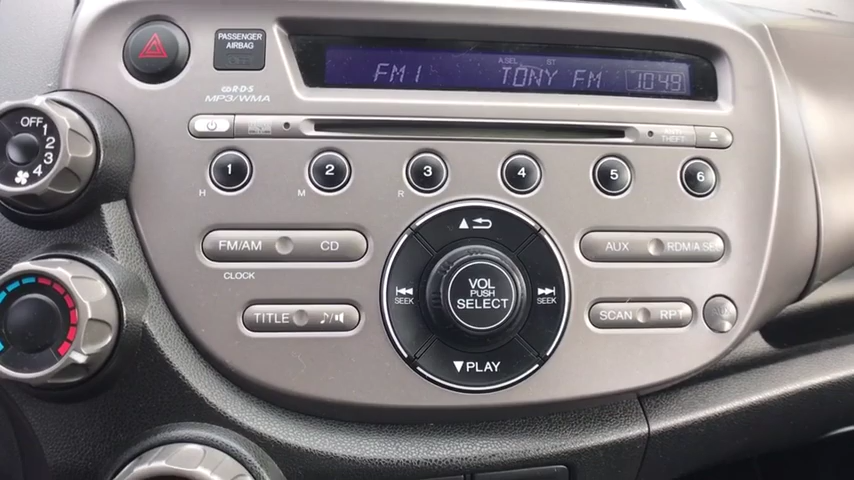 PASSENGER
AIRBAG
A.SEL ST
FM1 TONY FM 10:49
R·D·S
MP3/WMA
ANTI
THEFT
OFF
1
2
3
4
1 2 3 4 5 6
H M R
FM/AM CD
CLOCK
AUX RDM/A.SEL
SEEK
VOL
PUSH
SELECT
SEEK
TITLE
SCAN RPT
PLAY